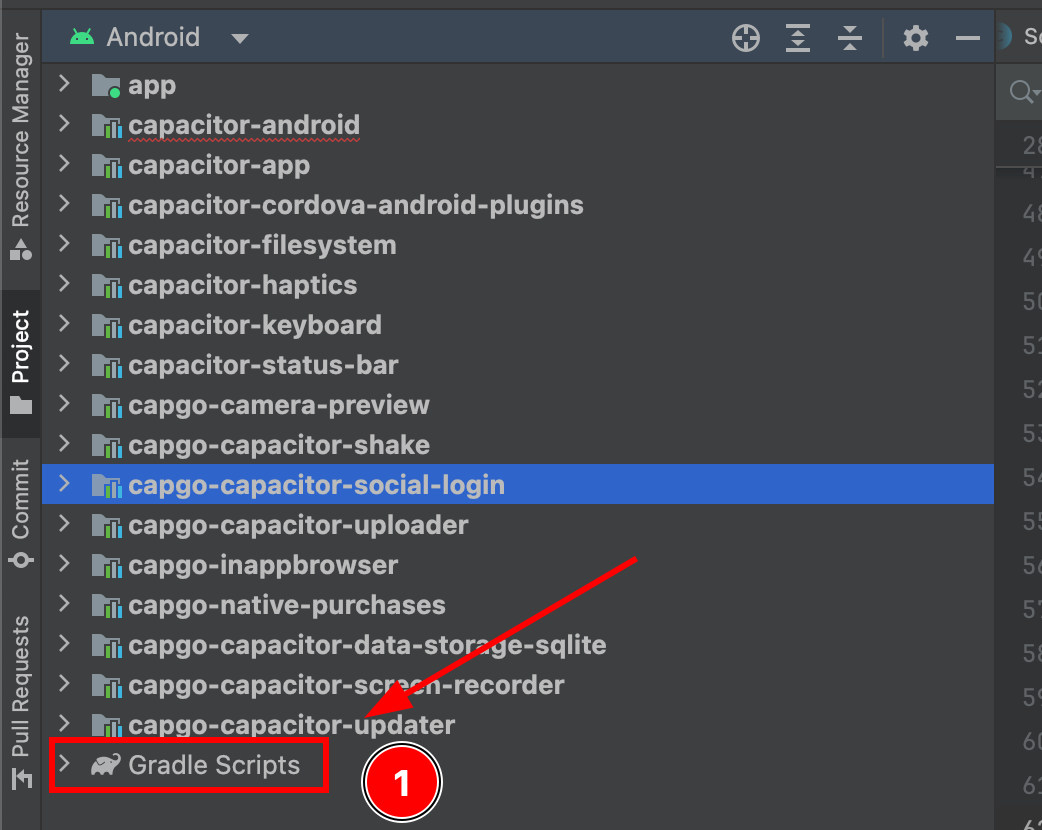 Android
Resource Manager
Project
Commit
Pull Requests
app
capacitor-android
capacitor-app
capacitor-cordova-android-plugins
capacitor-filesystem
capacitor-haptics
capacitor-keyboard
capacitor-status-bar
capgo-camera-preview
capgo-capacitor-shake
capgo-capacitor-social-login
capgo-capacitor-uploader
capgo-inappbrowser
capgo-native-purchases
capgo-capacitor-data-storage-sqlite
capgo-capacitor-screen-recorder
capgo-capacitor-updater
Gradle Scripts
1
28
48
49
50
51
52
53
54
55
56
57
58
59
60
61